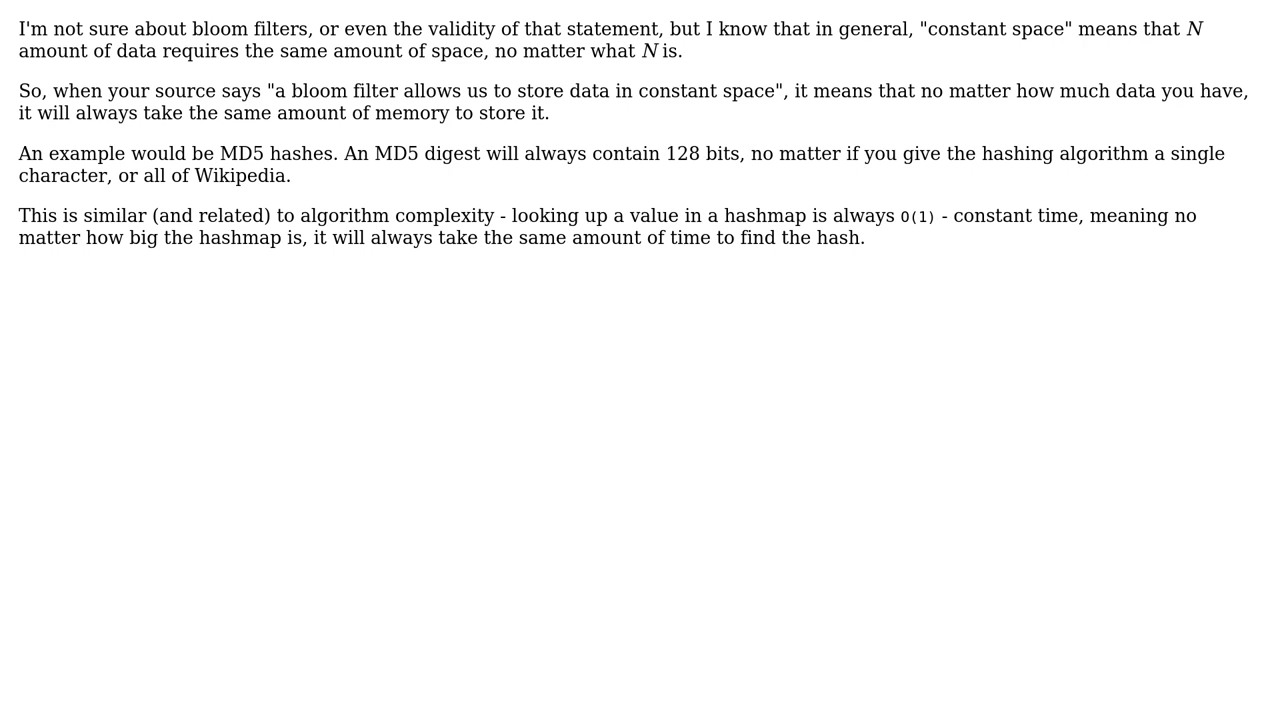 I'm not sure about bloom filters, or even the validity of that statement, but I know that in general, "constant space" means that N
amount of data requires the same amount of space, no matter what N is.
So, when your source says "a bloom filter allows us to store data in constant space", it means that no matter how much data you have,
it will always take the same amount of memory to store it.
An example would be MD5 hashes. An MD5 digest will always contain 128 bits, no matter if you give the hashing algorithm a single
character, or all of Wikipedia.
This is similar (and related) to algorithm complexity - looking up a value in a hashmap is always O(1) - constant time, meaning no
matter how big the hashmap is, it will always take the same amount of time to find the hash.